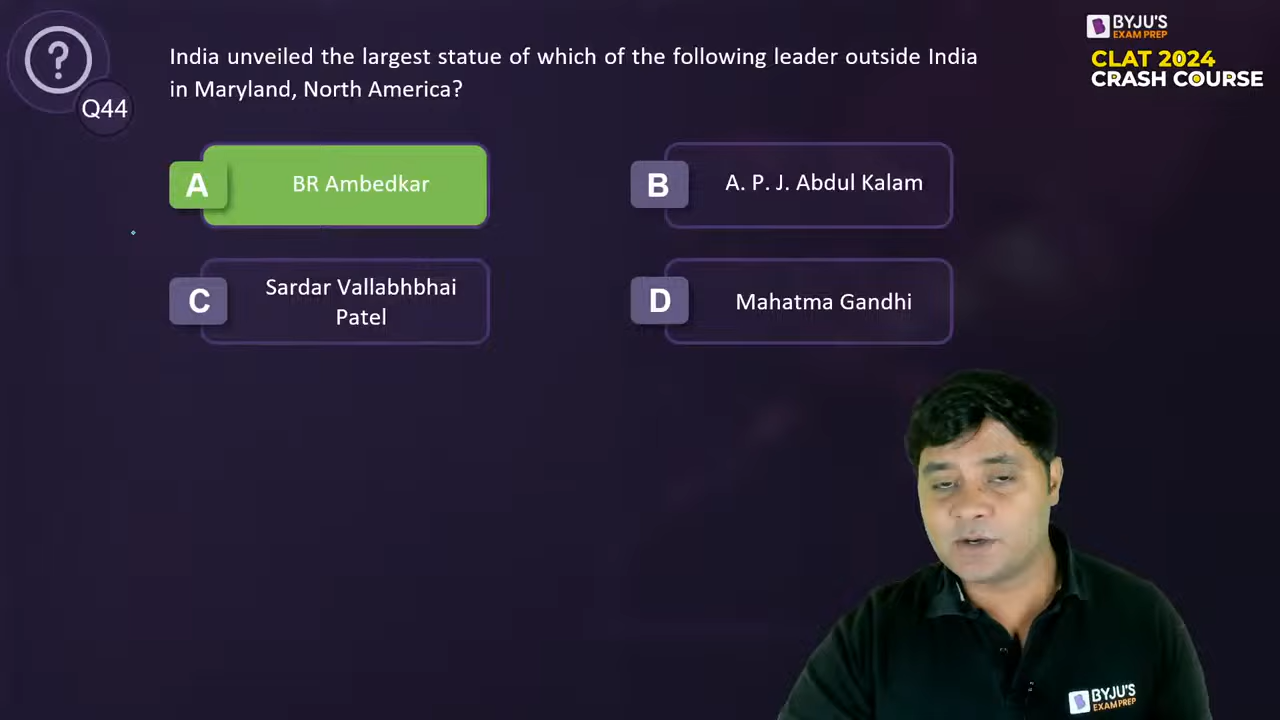 ?
Q44
India unveiled the largest statue of which of the following leader outside India
in Maryland, North America?
BYJU'S
EXAM PREP
CLAT 2024
CRASH COURSE
A
BR Ambedkar
B
A. P. J. Abdul Kalam
C
Sardar Vallabhbhai
Patel
D
Mahatma Gandhi
BYJU'S
EXAM PREP